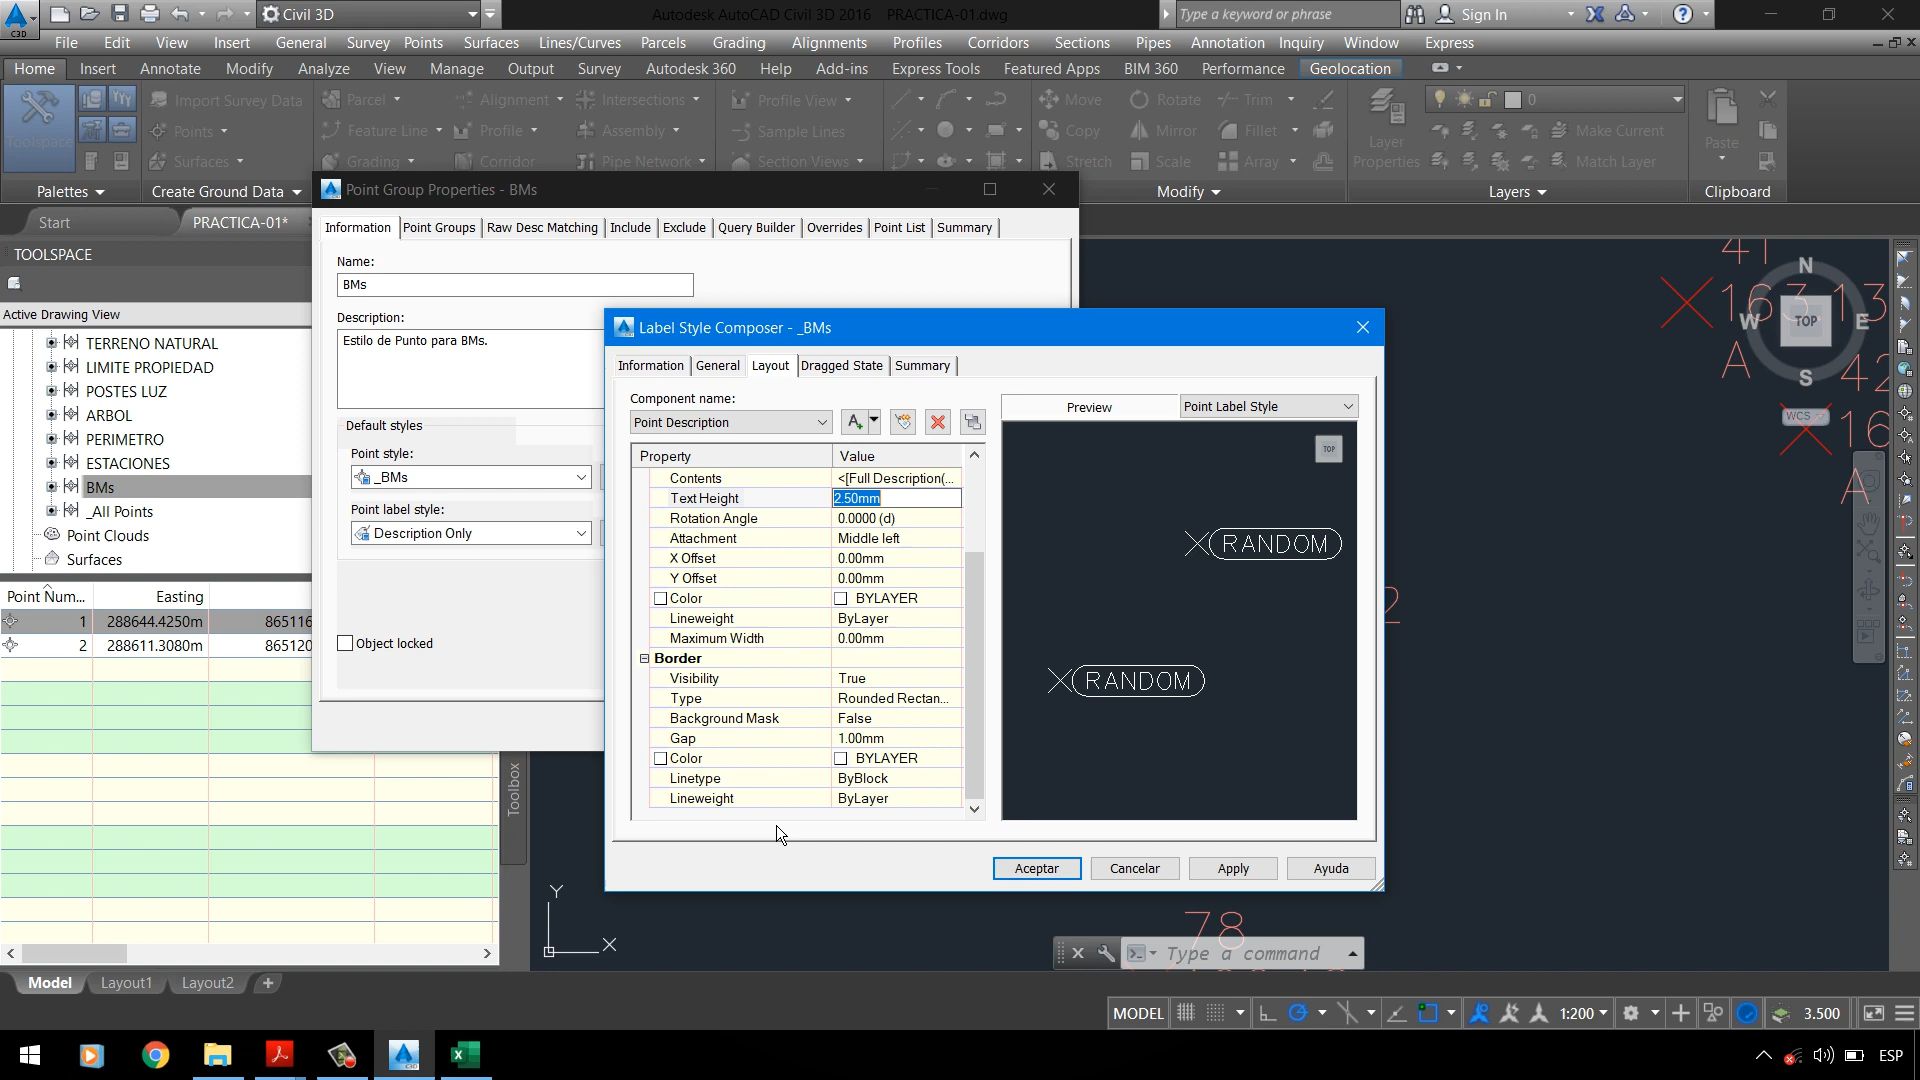 Civil 3D
Autodesk AutoCAD Civil 3D 2016 PRACTICA-01.dwg
Type a keyword or phrase
Sign In
C3D
File Edit View Insert General Survey Points Surfaces Lines/Curves Parcels Grading Alignments Profiles Corridors Sections Pipes Annotation Inquiry Window Express
Home Insert Annotate Modify Analyze View Manage Output Survey Autodesk 360 Help Add-ins Express Tools Featured Apps BIM 360 Performance Geolocation
Import Survey Data Parcel Alignment Intersections Profile View Move Rotate Trim 0
Toolspace Points Feature Line Profile Assembly Sample Lines Copy Mirror Fillet Layer Properties Make Current Paste
Surfaces Grading Corridor Pipe Network Section Views Stretch Scale Array Match Layer
Palettes Create Ground Data Modify Layers Clipboard
Start PRACTICA-01*
TOOLSPACE
Active Drawing View
TERRENO NATURAL
LIMITE PROPIEDAD
POSTES LUZ
ARBOL
PERIMETRO
ESTACIONES
BMs
_All Points
Point Clouds
Surfaces
Point Num... Easting
1 288644.4250m 865116
2 288611.3080m 865120
Toolbox
Point Group Properties - BMs
Information Point Groups Raw Desc Matching Include Exclude Query Builder Overrides Point List Summary
Name:
BMs
Description:
Estilo de Punto para BMs.
Default styles
Point style:
_BMs
Point label style:
Description Only
Object locked
Label Style Composer - _BMs
Information General Layout Dragged State Summary
Component name:
Point Description
Preview
Point Label Style
Property Value
Contents <[Full Description(...
Text Height 2.50mm
Rotation Angle 0.0000 (d)
Attachment Middle left
X Offset 0.00mm
Y Offset 0.00mm
Color BYLAYER
Lineweight ByLayer
Maximum Width 0.00mm
Border
Visibility True
Type Rounded Rectan...
Background Mask False
Gap 1.00mm
Color BYLAYER
Linetype ByBlock
Lineweight ByLayer
TOP
RANDOM
RANDOM
Aceptar Cancelar Apply Ayuda
41
N
W TOP E
S
A
42
WCS
16
A
2
78
Y
X
Type a command
Model Layout1 Layout2 +
MODEL 1:200 3.500
ESP